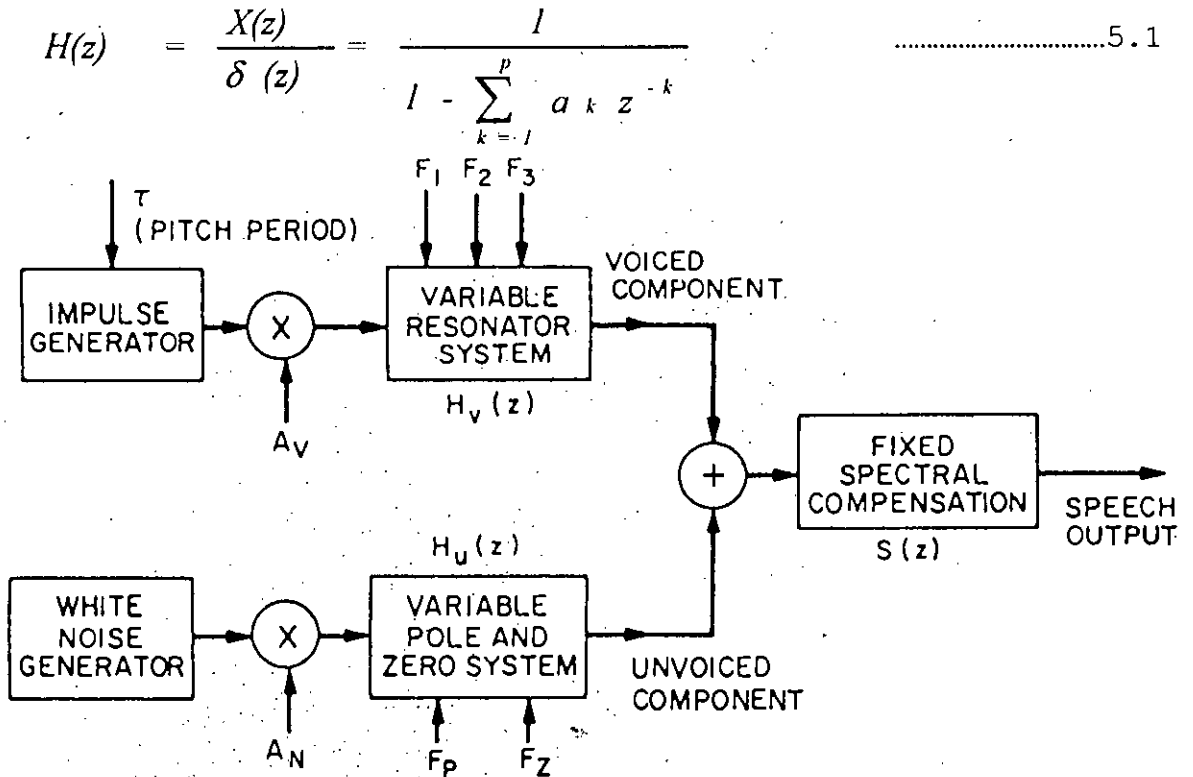 H(z) = X(z) / δ (z) = 1 / 1 - ∑ k = 1 p a k z - k ............................5.1
F1 F2 F3
τ
(PITCH PERIOD)
IMPULSE
GENERATOR
X
AV
VARIABLE
RESONATOR
SYSTEM
Hv(z)
VOICED
COMPONENT
+
FIXED
SPECTRAL
COMPENSATION
S(z)
SPEECH
OUTPUT
Hu(z)
WHITE
NOISE
GENERATOR
X
AN
VARIABLE
POLE AND
ZERO SYSTEM
FP FZ
UNVOICED
COMPONENT